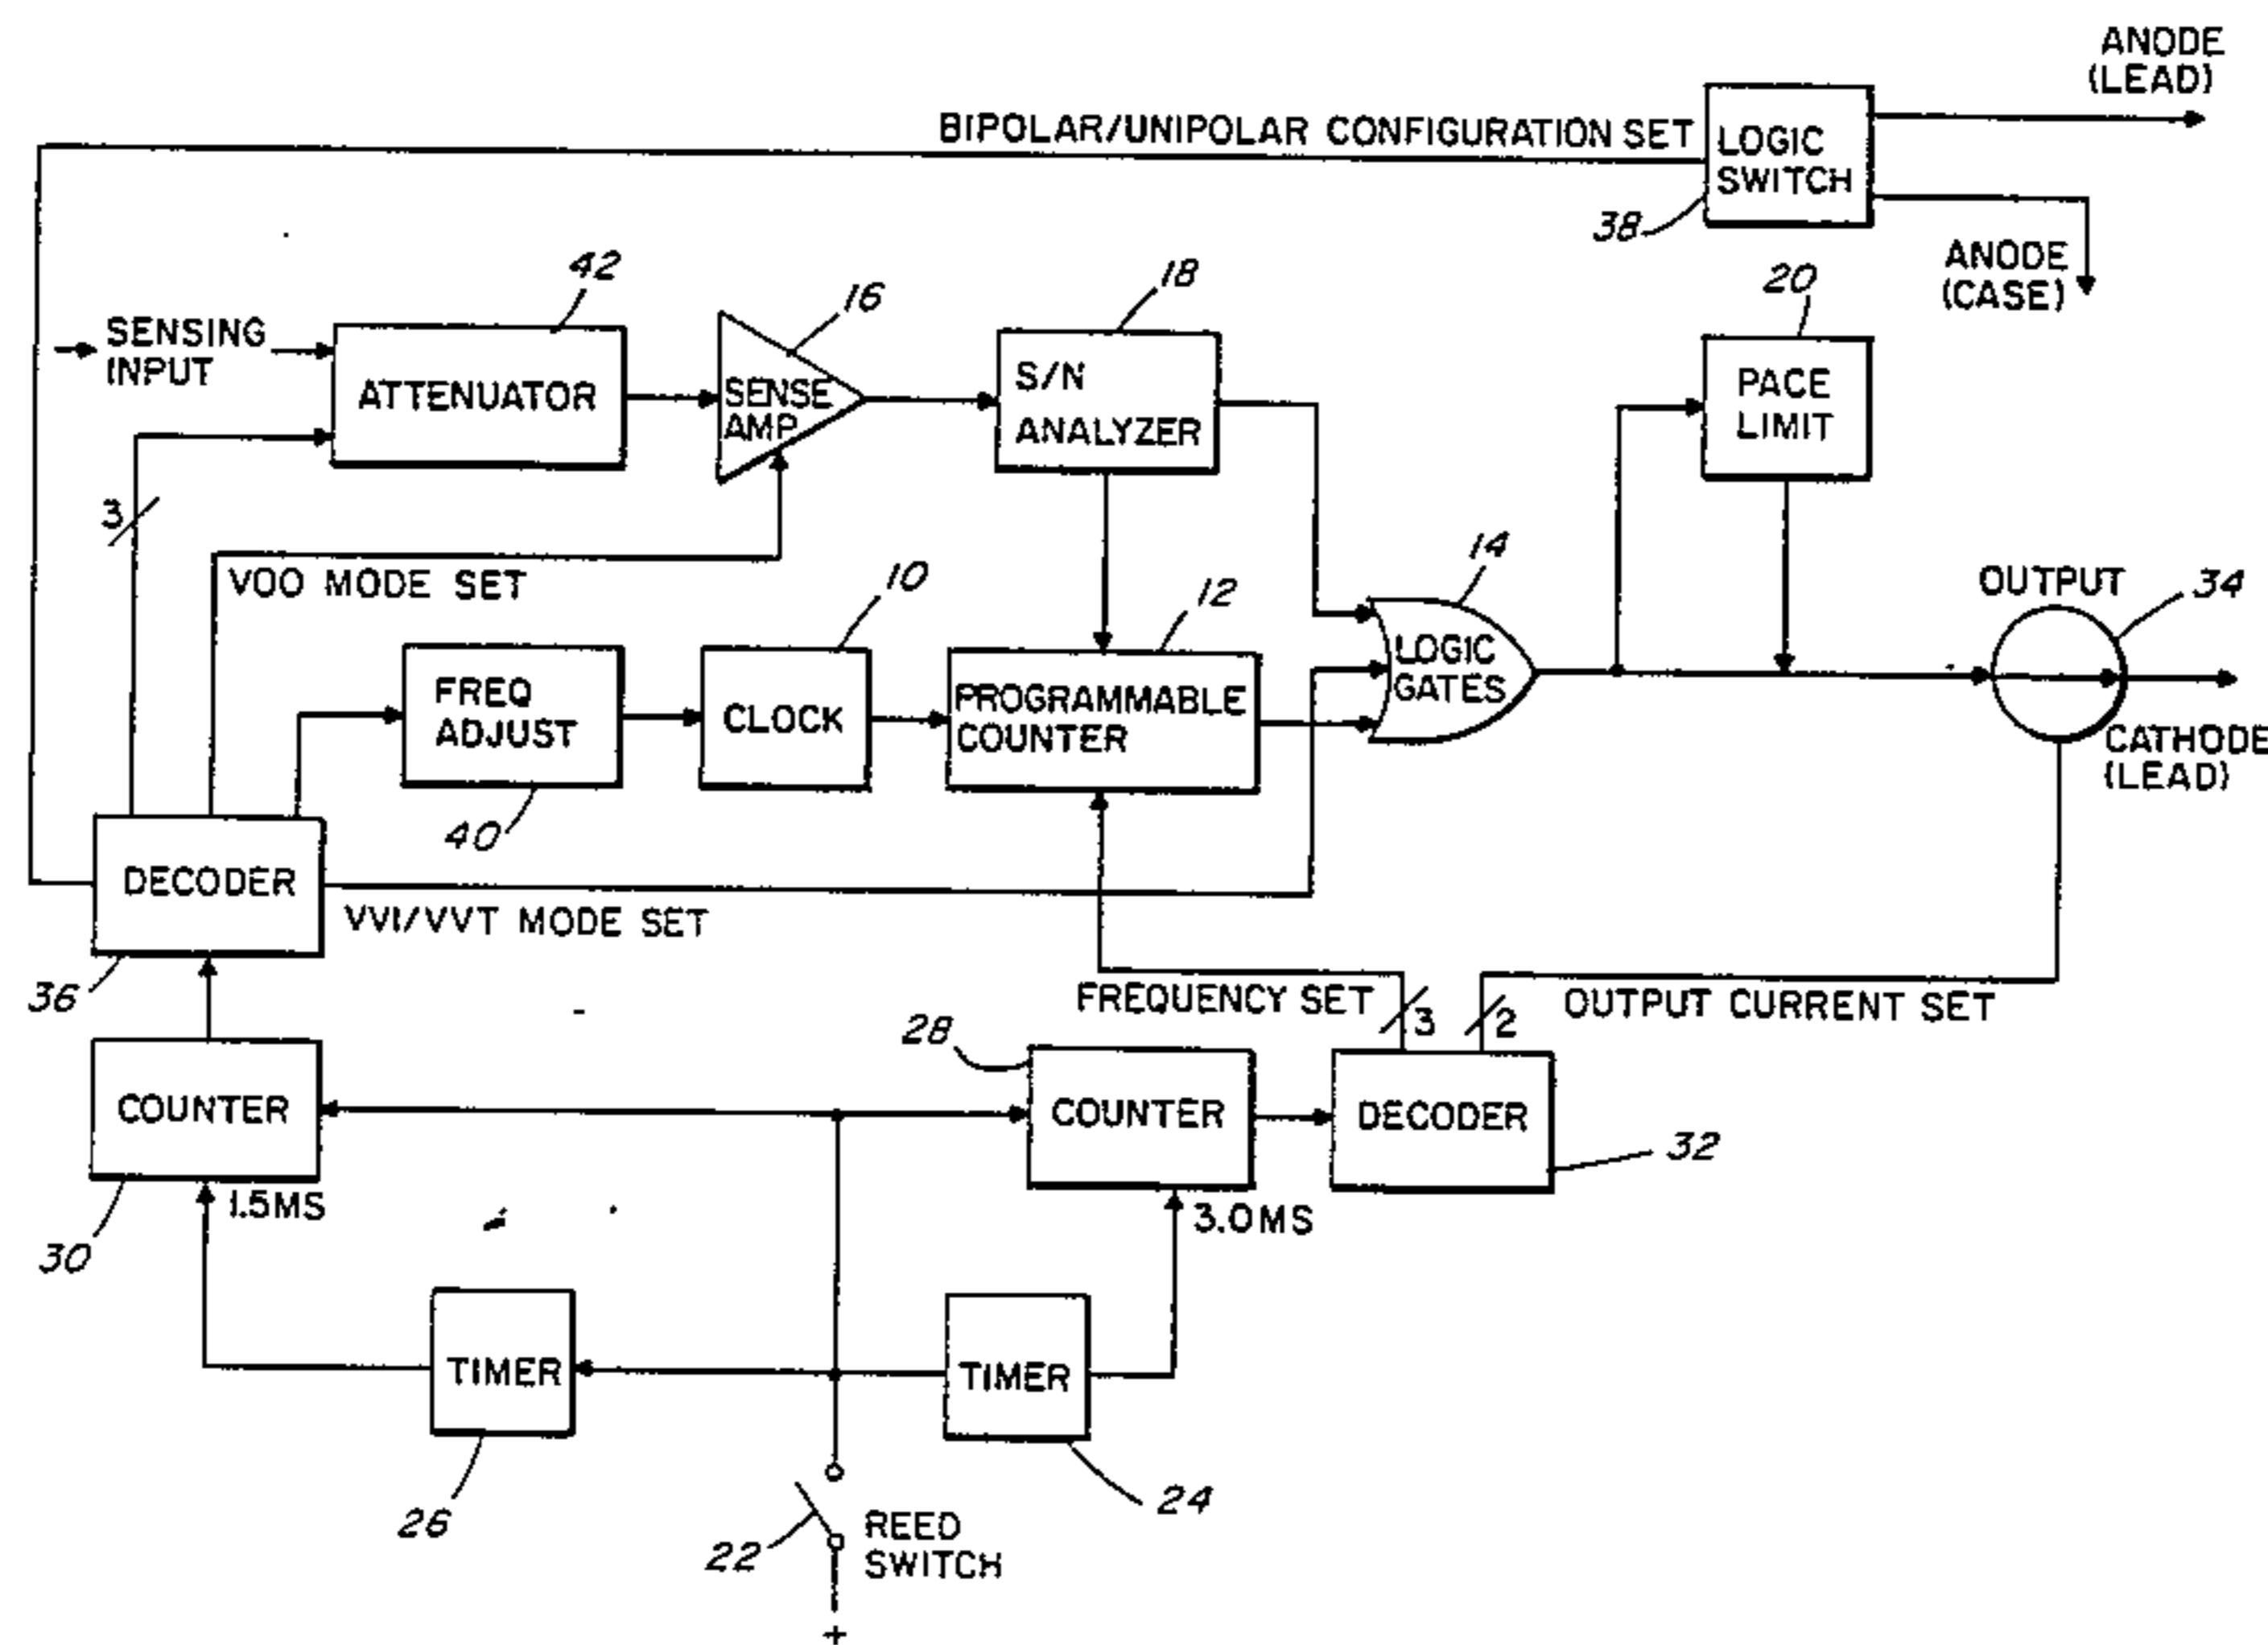 ANODE
(LEAD)
BIPOLAR/UNIPOLAR CONFIGURATION SET
LOGIC
SWITCH
38
ANODE
(CASE)
42
16
18
20
SENSING
INPUT
ATTENUATOR
SENSE
AMP
S/N
ANALYZER
PACE
LIMIT
3
VOO MODE SET
10
12
14
OUTPUT
34
FREQ
ADJUST
CLOCK
PROGRAMMABLE
COUNTER
LOGIC
GATES
CATHODE
(LEAD)
40
DECODER
VVI/VVT MODE SET
36
FREQUENCY SET
3
2
OUTPUT CURRENT SET
28
COUNTER
COUNTER
DECODER
32
30
1.5MS
3.0MS
TIMER
TIMER
26
24
22
REED
SWITCH
+